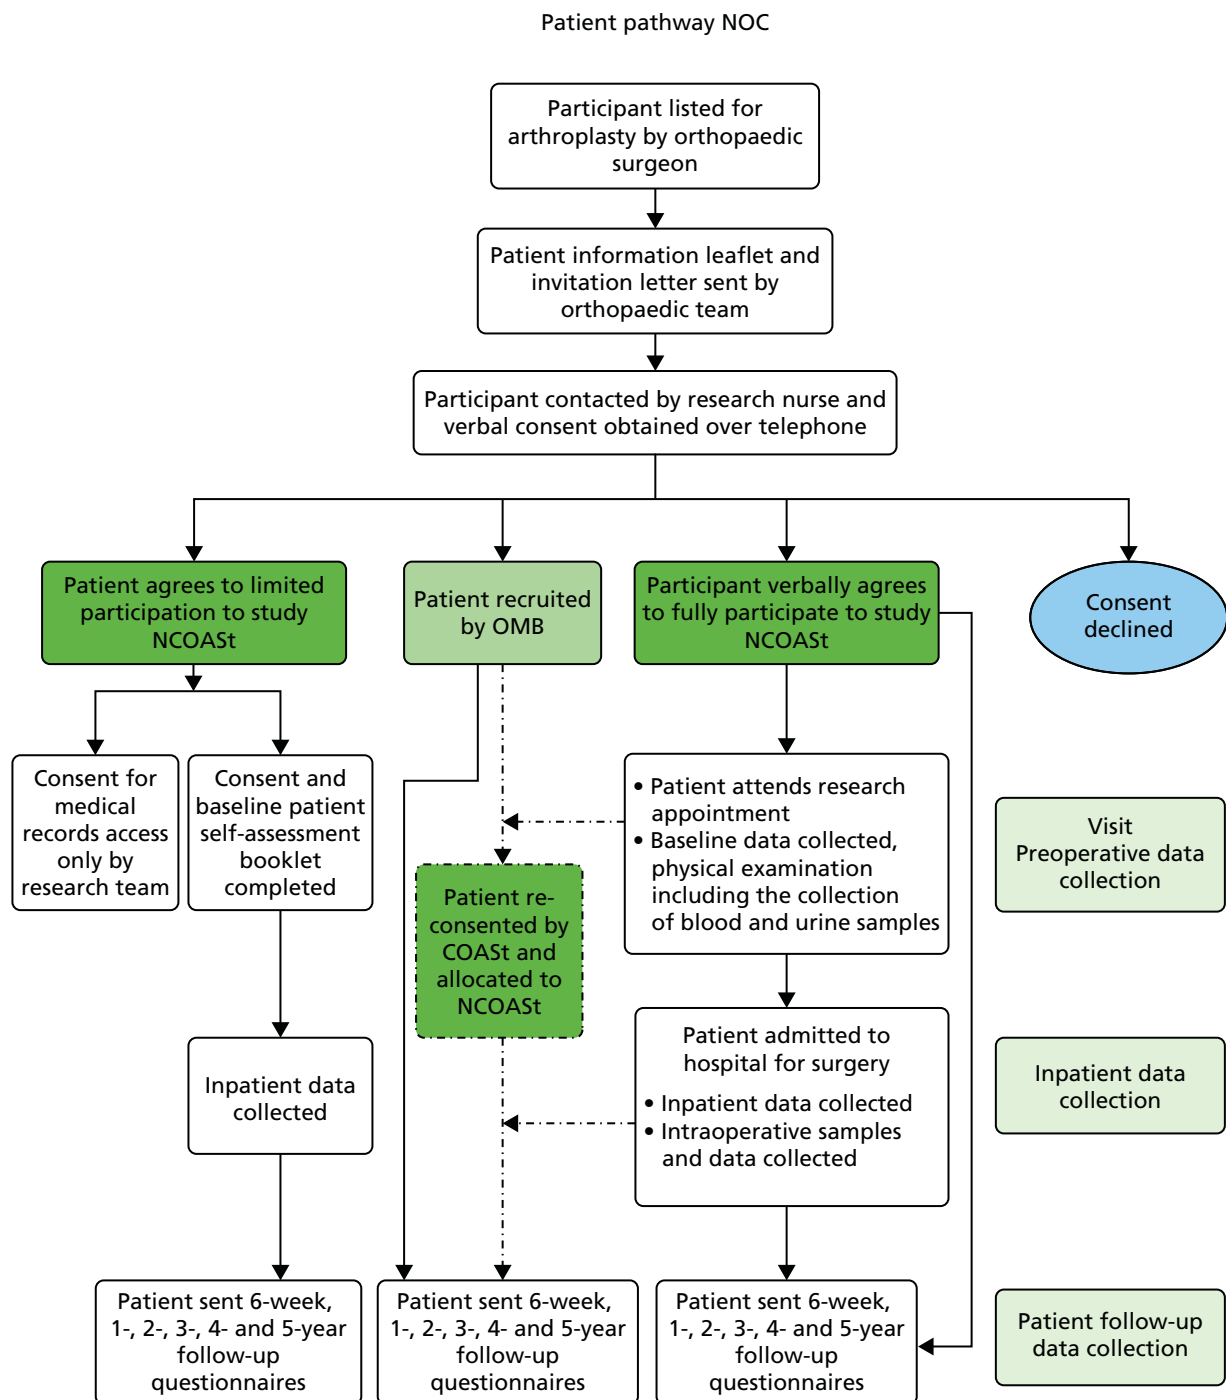 Patient pathway NOC
Participant listed for
arthroplasty by orthopaedic
surgeon
Patient information leaflet and
invitation letter sent by
orthopaedic team
Participant contacted by research nurse and
verbal consent obtained over telephone
Patient agrees to limited
participation to study
NCOASt
Patient recruited
by OMB
Participant verbally agrees
to fully participate to study
NCOASt
Consent
declined
Consent for
medical
records access
only by
research team
Consent and
baseline patient
self-assessment
booklet
completed
• Patient attends research
appointment
• Baseline data collected,
physical examination
including the collection
of blood and urine samples
Visit
Preoperative data
collection
Patient re-
consented by
COASt and
allocated to
NCOASt
Inpatient data
collected
Patient admitted to
hospital for surgery
• Inpatient data collected
• Intraoperative samples
and data collected
Inpatient data
collection
Patient sent 6-week,
1-, 2-, 3-, 4- and 5-year
follow-up
questionnaires
Patient sent 6-week,
1-, 2-, 3-, 4- and 5-year
follow-up
questionnaires
Patient sent 6-week,
1-, 2-, 3-, 4- and 5-year
follow-up
questionnaires
Patient follow-up
data collection